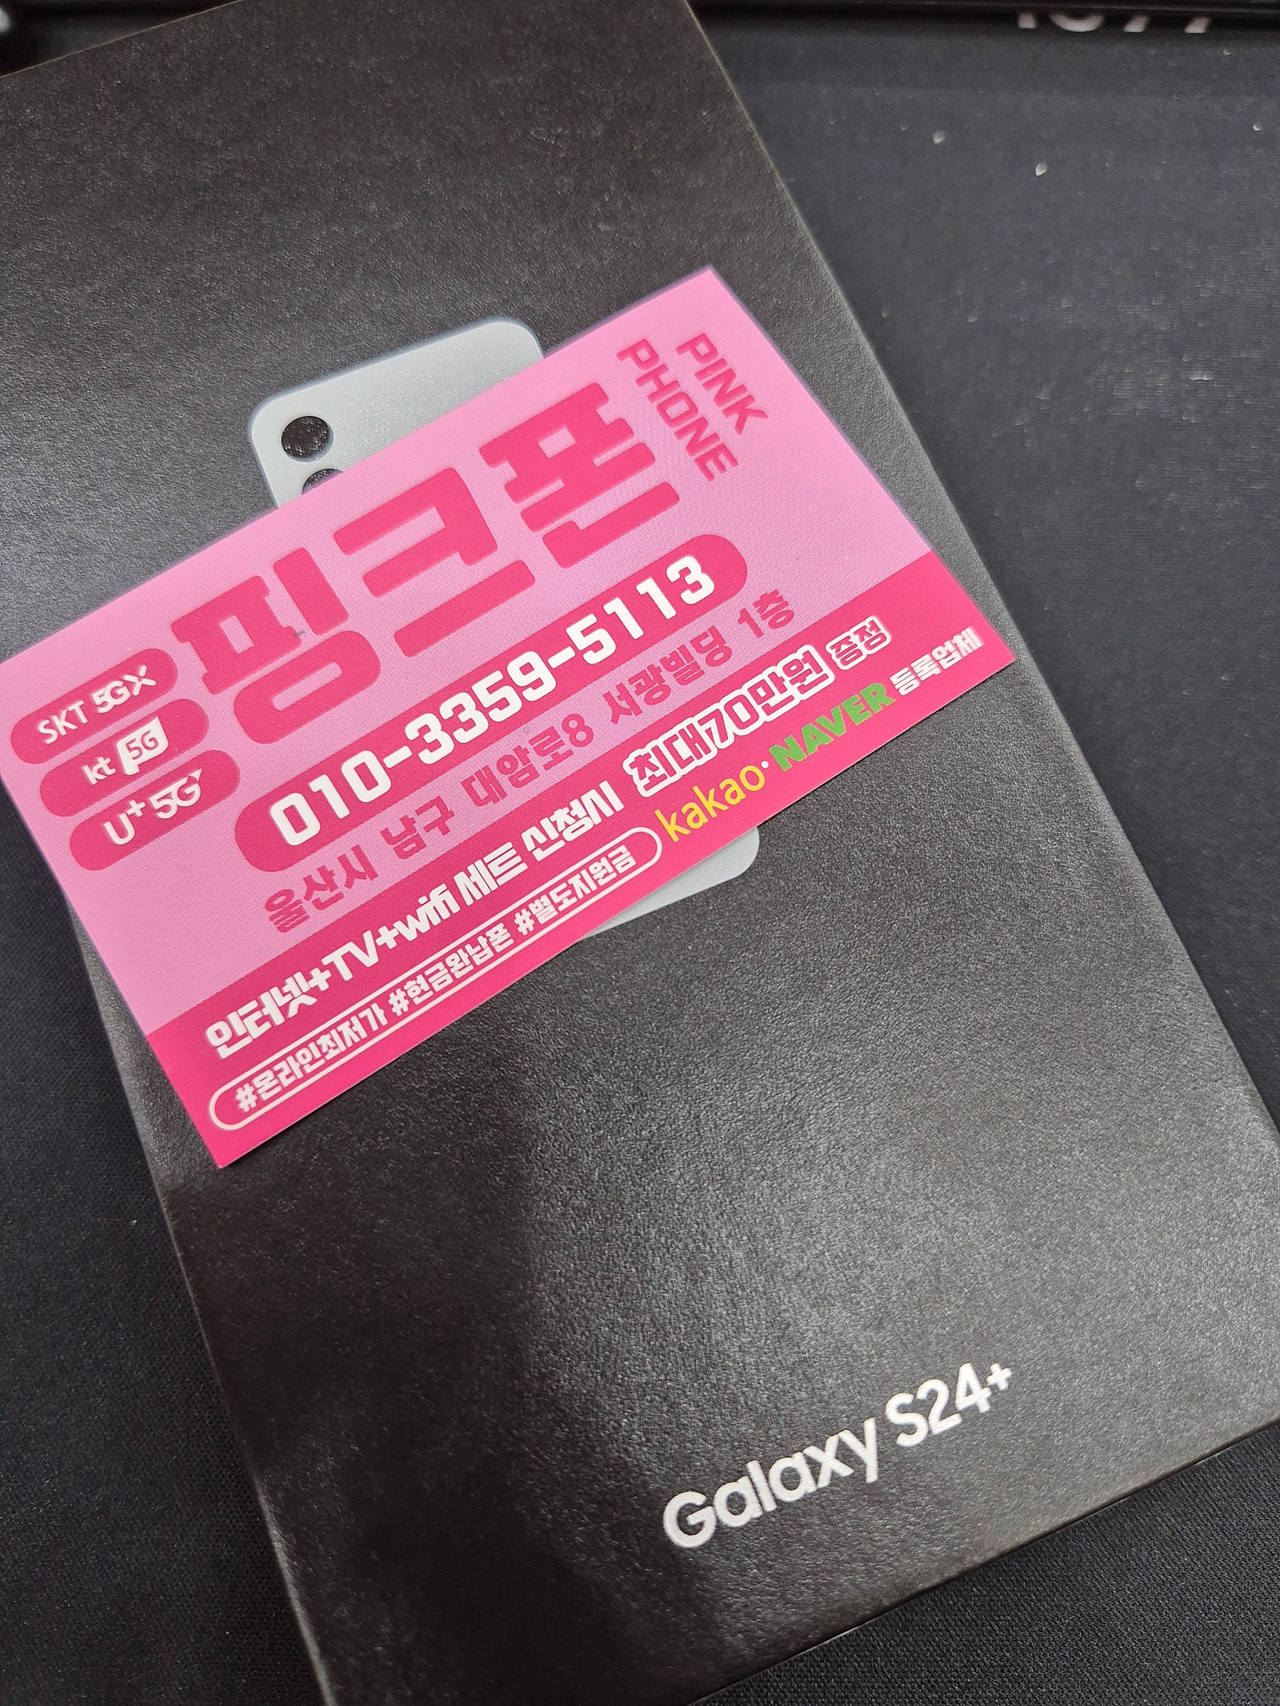 PINK
PHONE
핑크폰
SKT 5GX
kt 5G
U+ 5G
010-3359-5113
울산시 남구 대암로8 서광빌딩 1층
인터넷+TV+wifi 세트 신청시 최대70만원 증정
#온라인최저가 #현금완납폰 #별도지원금
kakao·NAVER 등록업체
Galaxy S24+